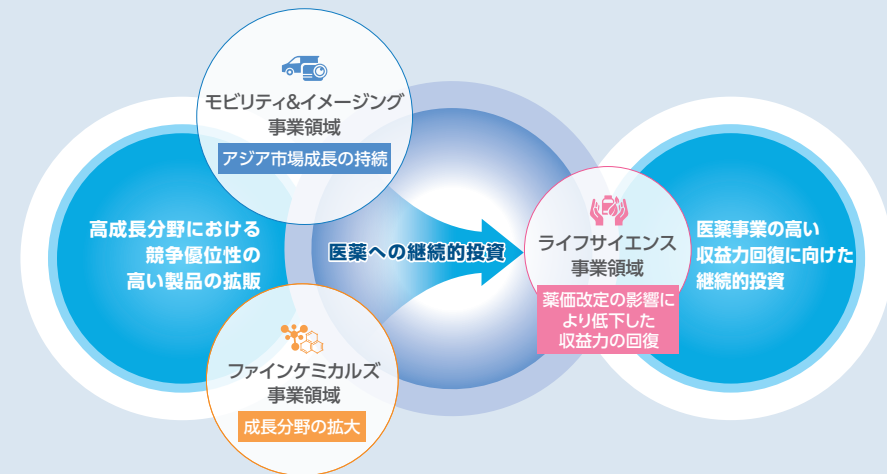 モビリティ&イメージング
事業領域
アジア市場成長の持続
高成長分野における
競争優位性の
高い製品の拡販
医薬への継続的投資
ライフサイエンス
事業領域
薬価改定の影響に
より低下した
収益力の回復
医薬事業の高い
収益力回復に向けた
継続的投資
ファインケミカルズ
事業領域
成長分野の拡大